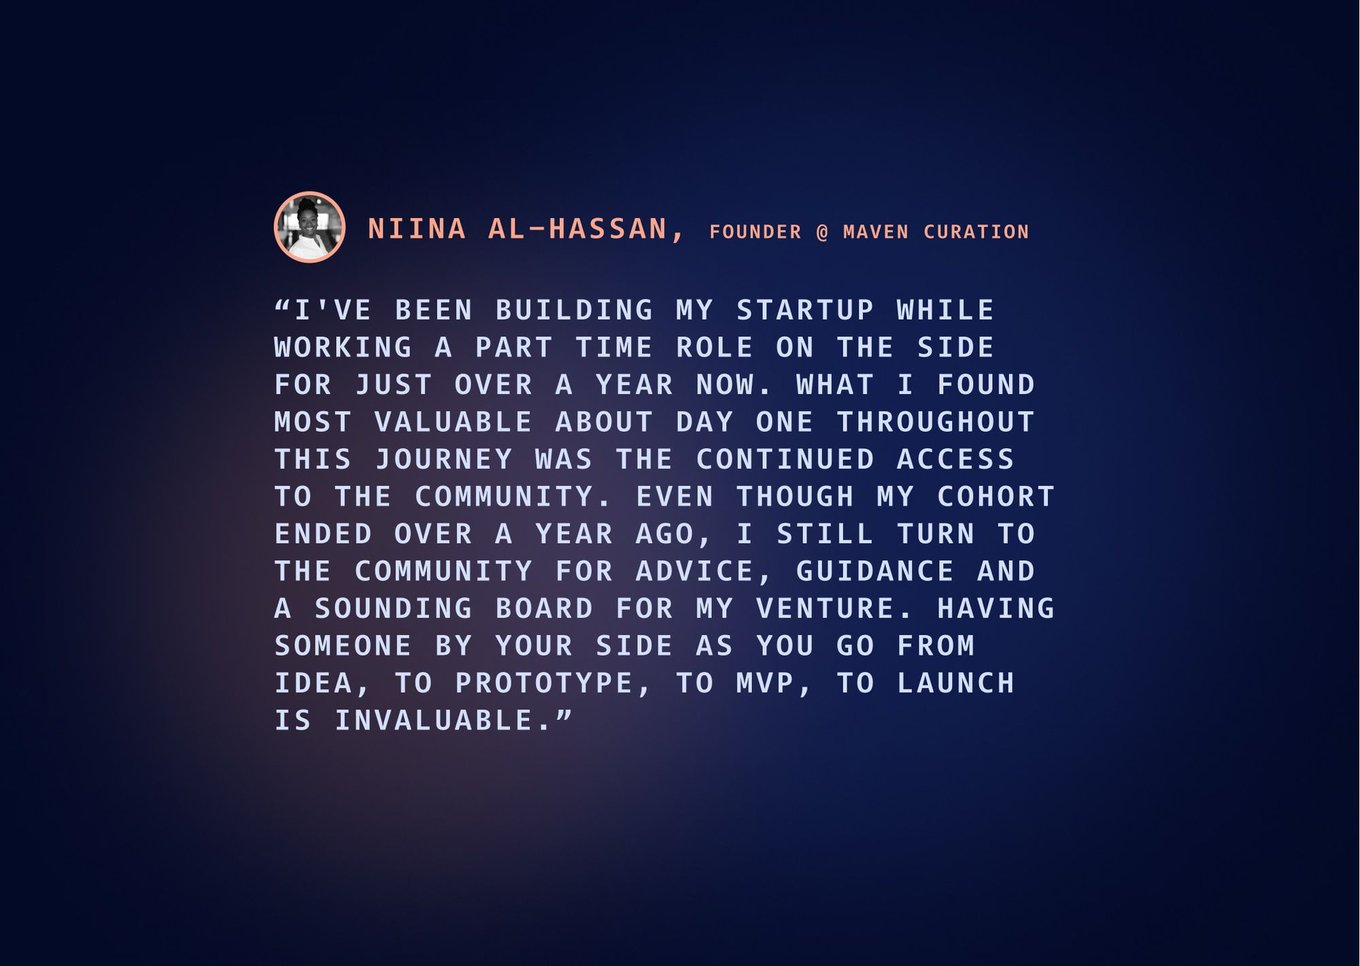 NIINA AL-HASSAN, FOUNDER @ MAVEN CURATION
“I'VE BEEN BUILDING MY STARTUP WHILE
WORKING A PART TIME ROLE ON THE SIDE
FOR JUST OVER A YEAR NOW. WHAT I FOUND
MOST VALUABLE ABOUT DAY ONE THROUGHOUT
THIS JOURNEY WAS THE CONTINUED ACCESS
TO THE COMMUNITY. EVEN THOUGH MY COHORT
ENDED OVER A YEAR AGO, I STILL TURN TO
THE COMMUNITY FOR ADVICE, GUIDANCE AND
A SOUNDING BOARD FOR MY VENTURE. HAVING
SOMEONE BY YOUR SIDE AS YOU GO FROM
IDEA, TO PROTOTYPE, TO MVP, TO LAUNCH
IS INVALUABLE.”